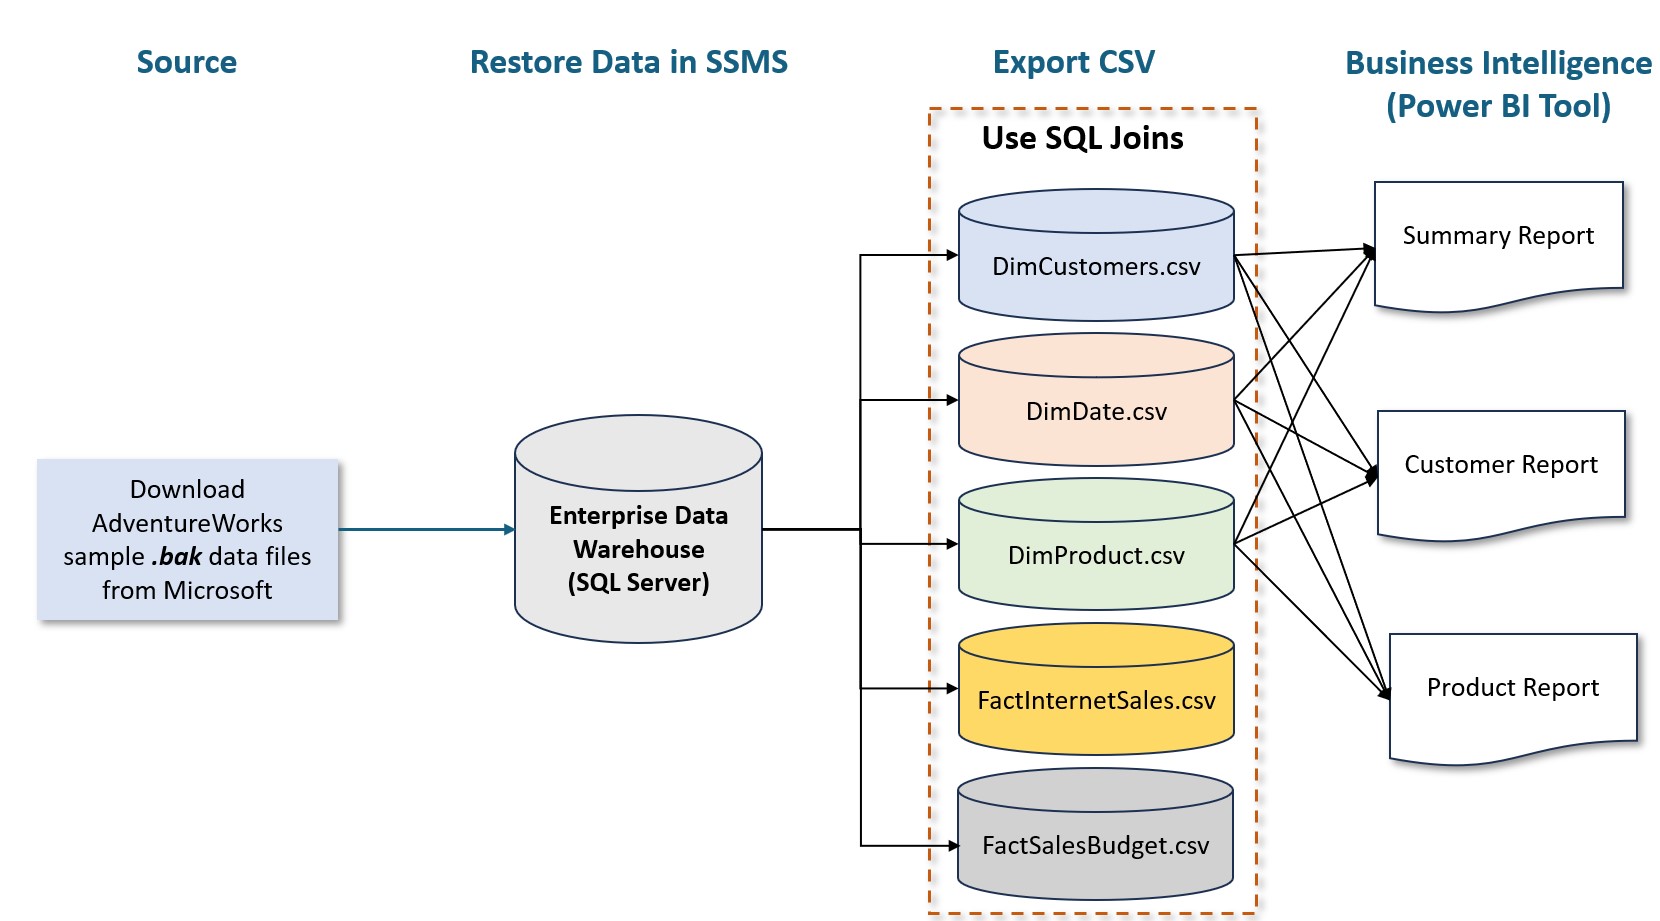 Source
Restore Data in SSMS
Export CSV
Business Intelligence
(Power BI Tool)
Use SQL Joins
Download
AdventureWorks
sample .bak data files
from Microsoft
Enterprise Data
Warehouse
(SQL Server)
DimCustomers.csv
DimDate.csv
DimProduct.csv
FactInternetSales.csv
FactSalesBudget.csv
Summary Report
Customer Report
Product Report